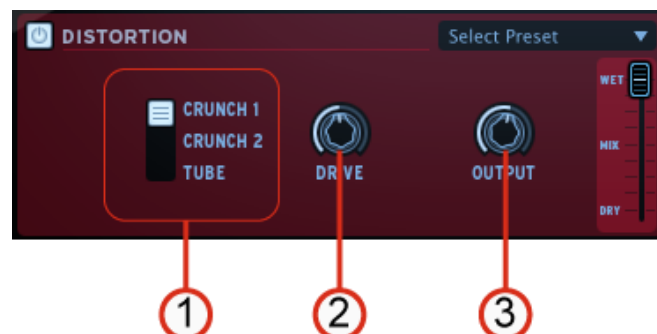 DISTORTION
Select Preset
CRUNCH 1
CRUNCH 2
TUBE
DRIVE
OUTPUT
WET
MIX
DRY
1
2
3